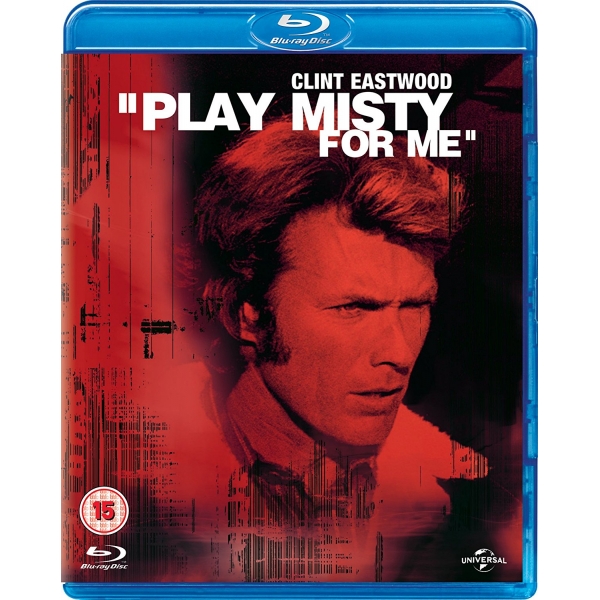 Blu-ray Disc
CLINT EASTWOOD
"PLAY MISTY
FOR ME"
15
Blu-ray Disc
UNIVERSAL